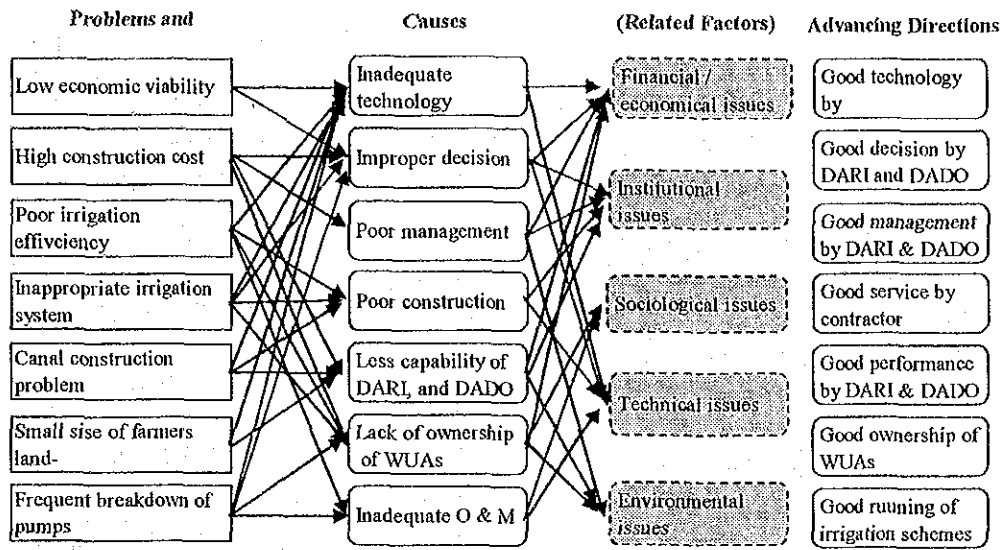 Problems and
Causes
(Related Factors)
Advancing Directions
Low economic viability
High construction cost
Poor irrigation
effivciency
Inappropriate irrigation
system
Canal construction
problem
Small sise of farmers
land-
Frequent breakdown of
pumps
Inadequate
technology
Improper decision
Poor management
Poor construction
Less capability of
DARI, and DADO
Lack of ownership
of WUAs
Inadequate O & M
Financial /
economical issues
Institutional
issues
Sociological issues
Technical issues
Environmental
issues
Good technology
by
Good decision by
DARI and DADO
Good management
by DARI & DADO
Good service by
contractor
Good performance
by DARI & DADO
Good ownership of
WUAs
Good running of
irrigation schemes